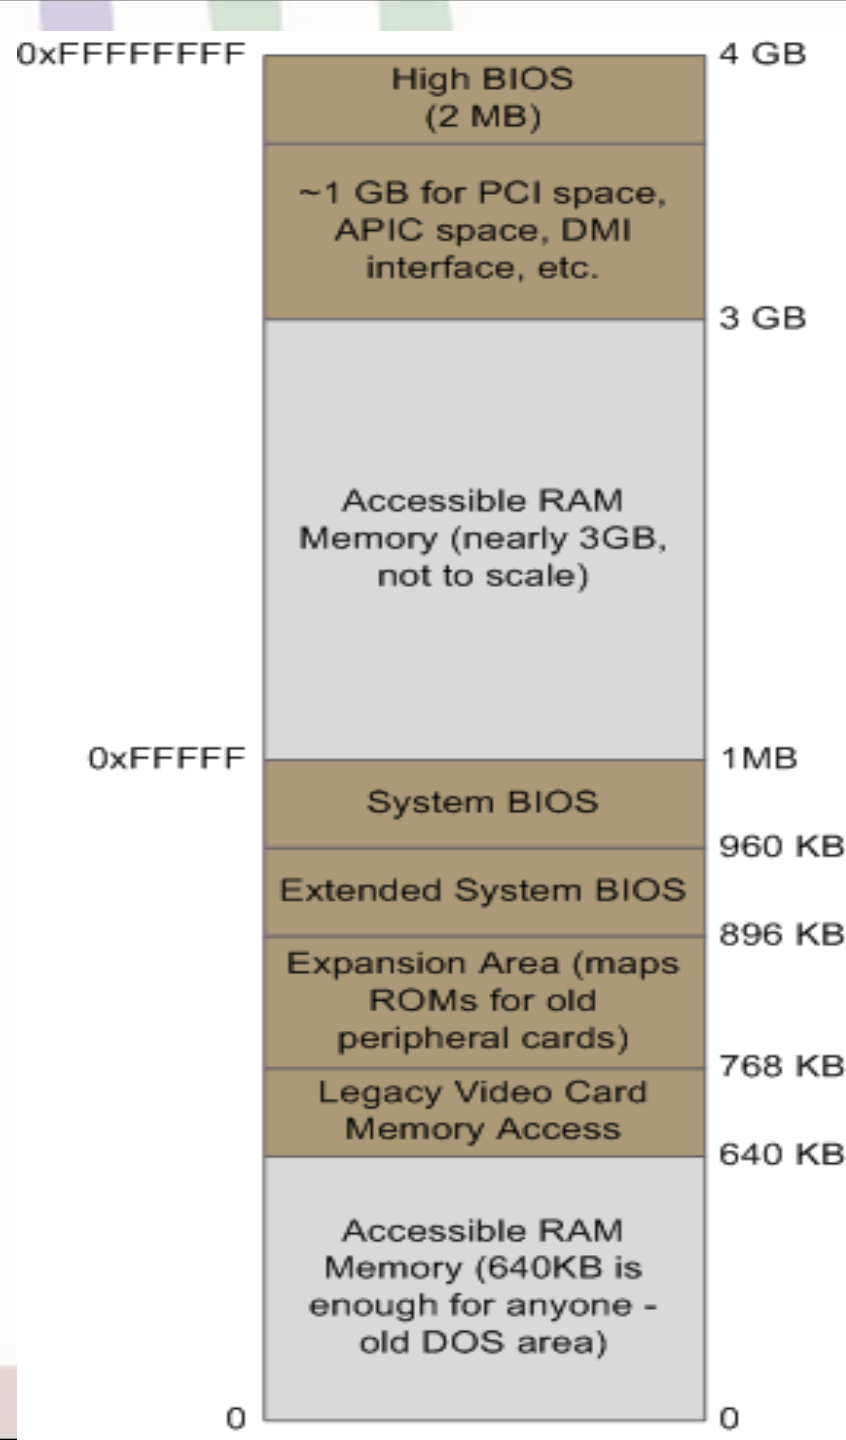 0xFFFFFFFF
4 GB
High BIOS
(2 MB)
~1 GB for PCI space,
APIC space, DMI
interface, etc.
3 GB
Accessible RAM
Memory (nearly 3GB,
not to scale)
0xFFFFF
1MB
System BIOS
960 KB
Extended System BIOS
896 KB
Expansion Area (maps
ROMs for old
peripheral cards)
768 KB
Legacy Video Card
Memory Access
640 KB
Accessible RAM
Memory (640KB is
enough for anyone -
old DOS area)
0
0